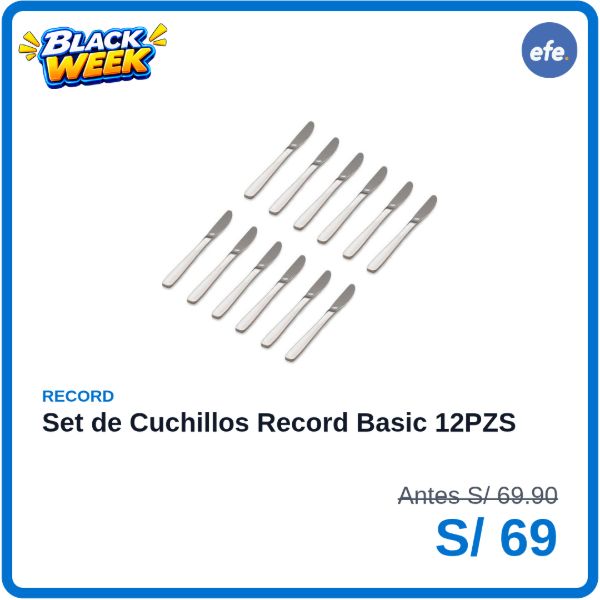 BLACK
WEEK
efe.
RECORD
Set de Cuchillos Record Basic 12PZS
Antes S/ 69.90
S/ 69